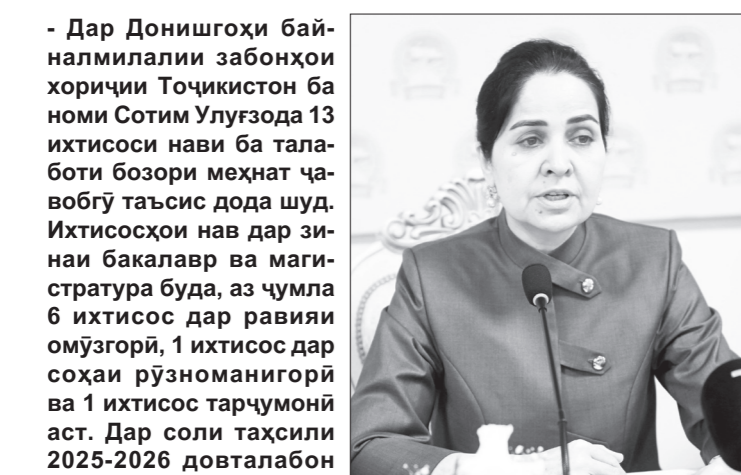 - Дар Донишгоҳи бай-
налмилалии забонҳои
хориҷии Тоҷикистон ба
номи Сотим Улуғзода 13
ихтисоси нави ба тала-
боти бозори меҳнат ҷа-
вобгӯ таъсис дода шуд.
Ихтисосҳои нав дар зи-
наи бакалавр ва маги-
стратура буда, аз ҷумла
6 ихтисос дар равияи
омӯзгорӣ, 1 ихтисос дар
соҳаи рӯзноманигорӣ
ва 1 ихтисос тарҷумонӣ
аст. Дар соли таҳсили
2025-2026 довталабон